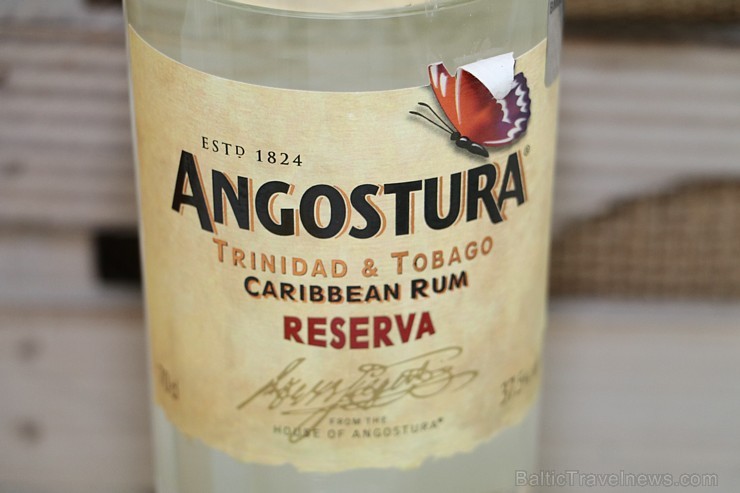 ESTD 1824
ANGOSTURA®
TRINIDAD & TOBAGO
CARIBBEAN RUM
RESERVA
FROM THE
HOUSE OF ANGOSTURA®
BalticTravelnews.com